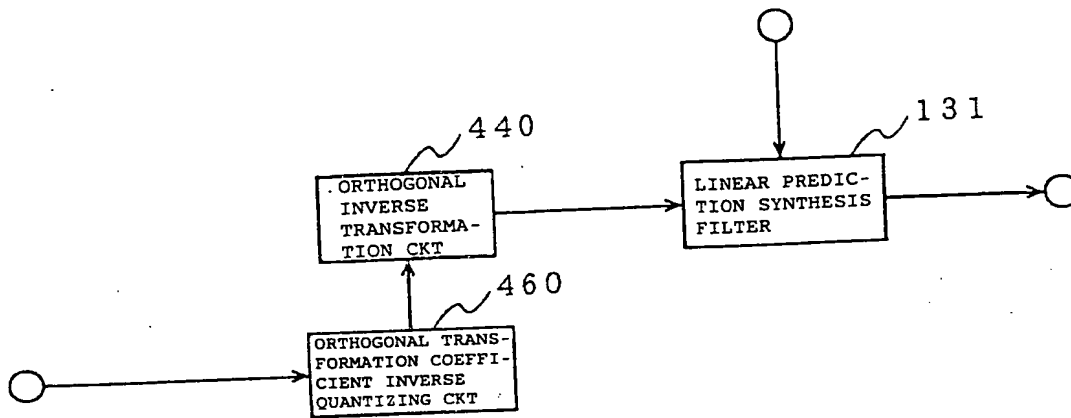 440
131
ORTHOGONAL
INVERSE
TRANSFORMA-
TION CKT
LINEAR PREDIC-
TION SYNTHESIS
FILTER
460
ORTHOGONAL TRANS-
FORMATION COEFFI-
CIENT INVERSE
QUANTIZING CKT